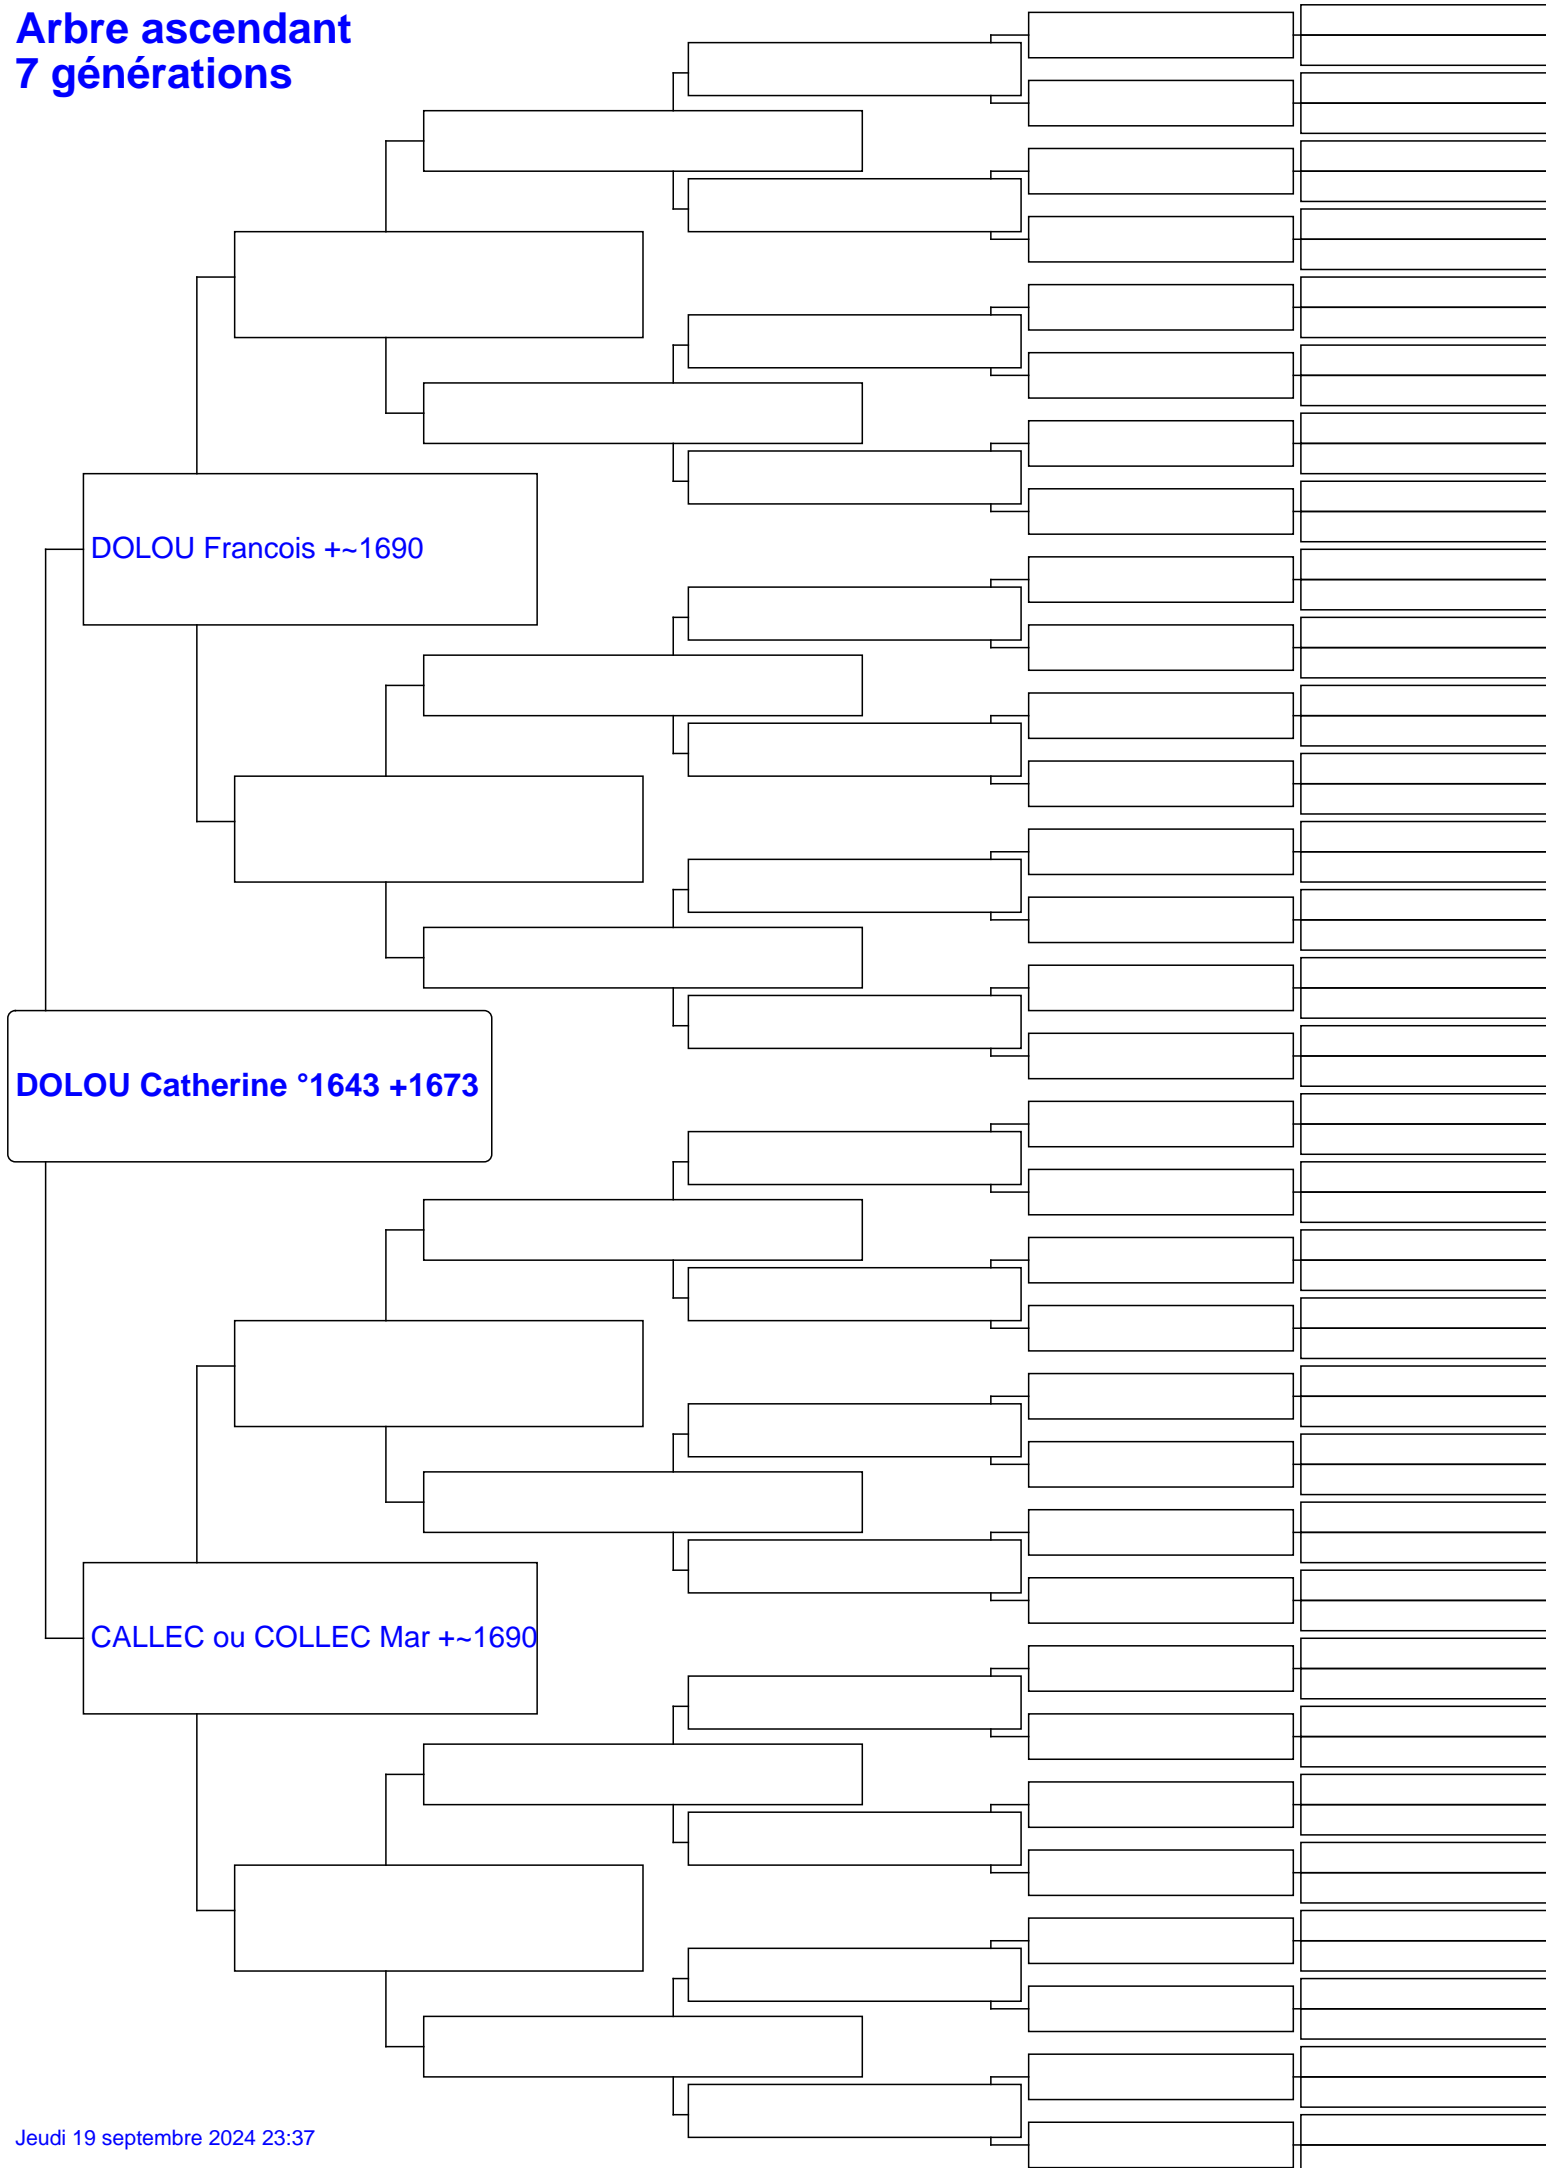 Arbre ascendant
7 générations
DOLOU Francois +~1690
DOLOU Catherine °1643 +1673
CALLEC ou COLLEC Mar +~1690
Jeudi 19 septembre 2024 23:37